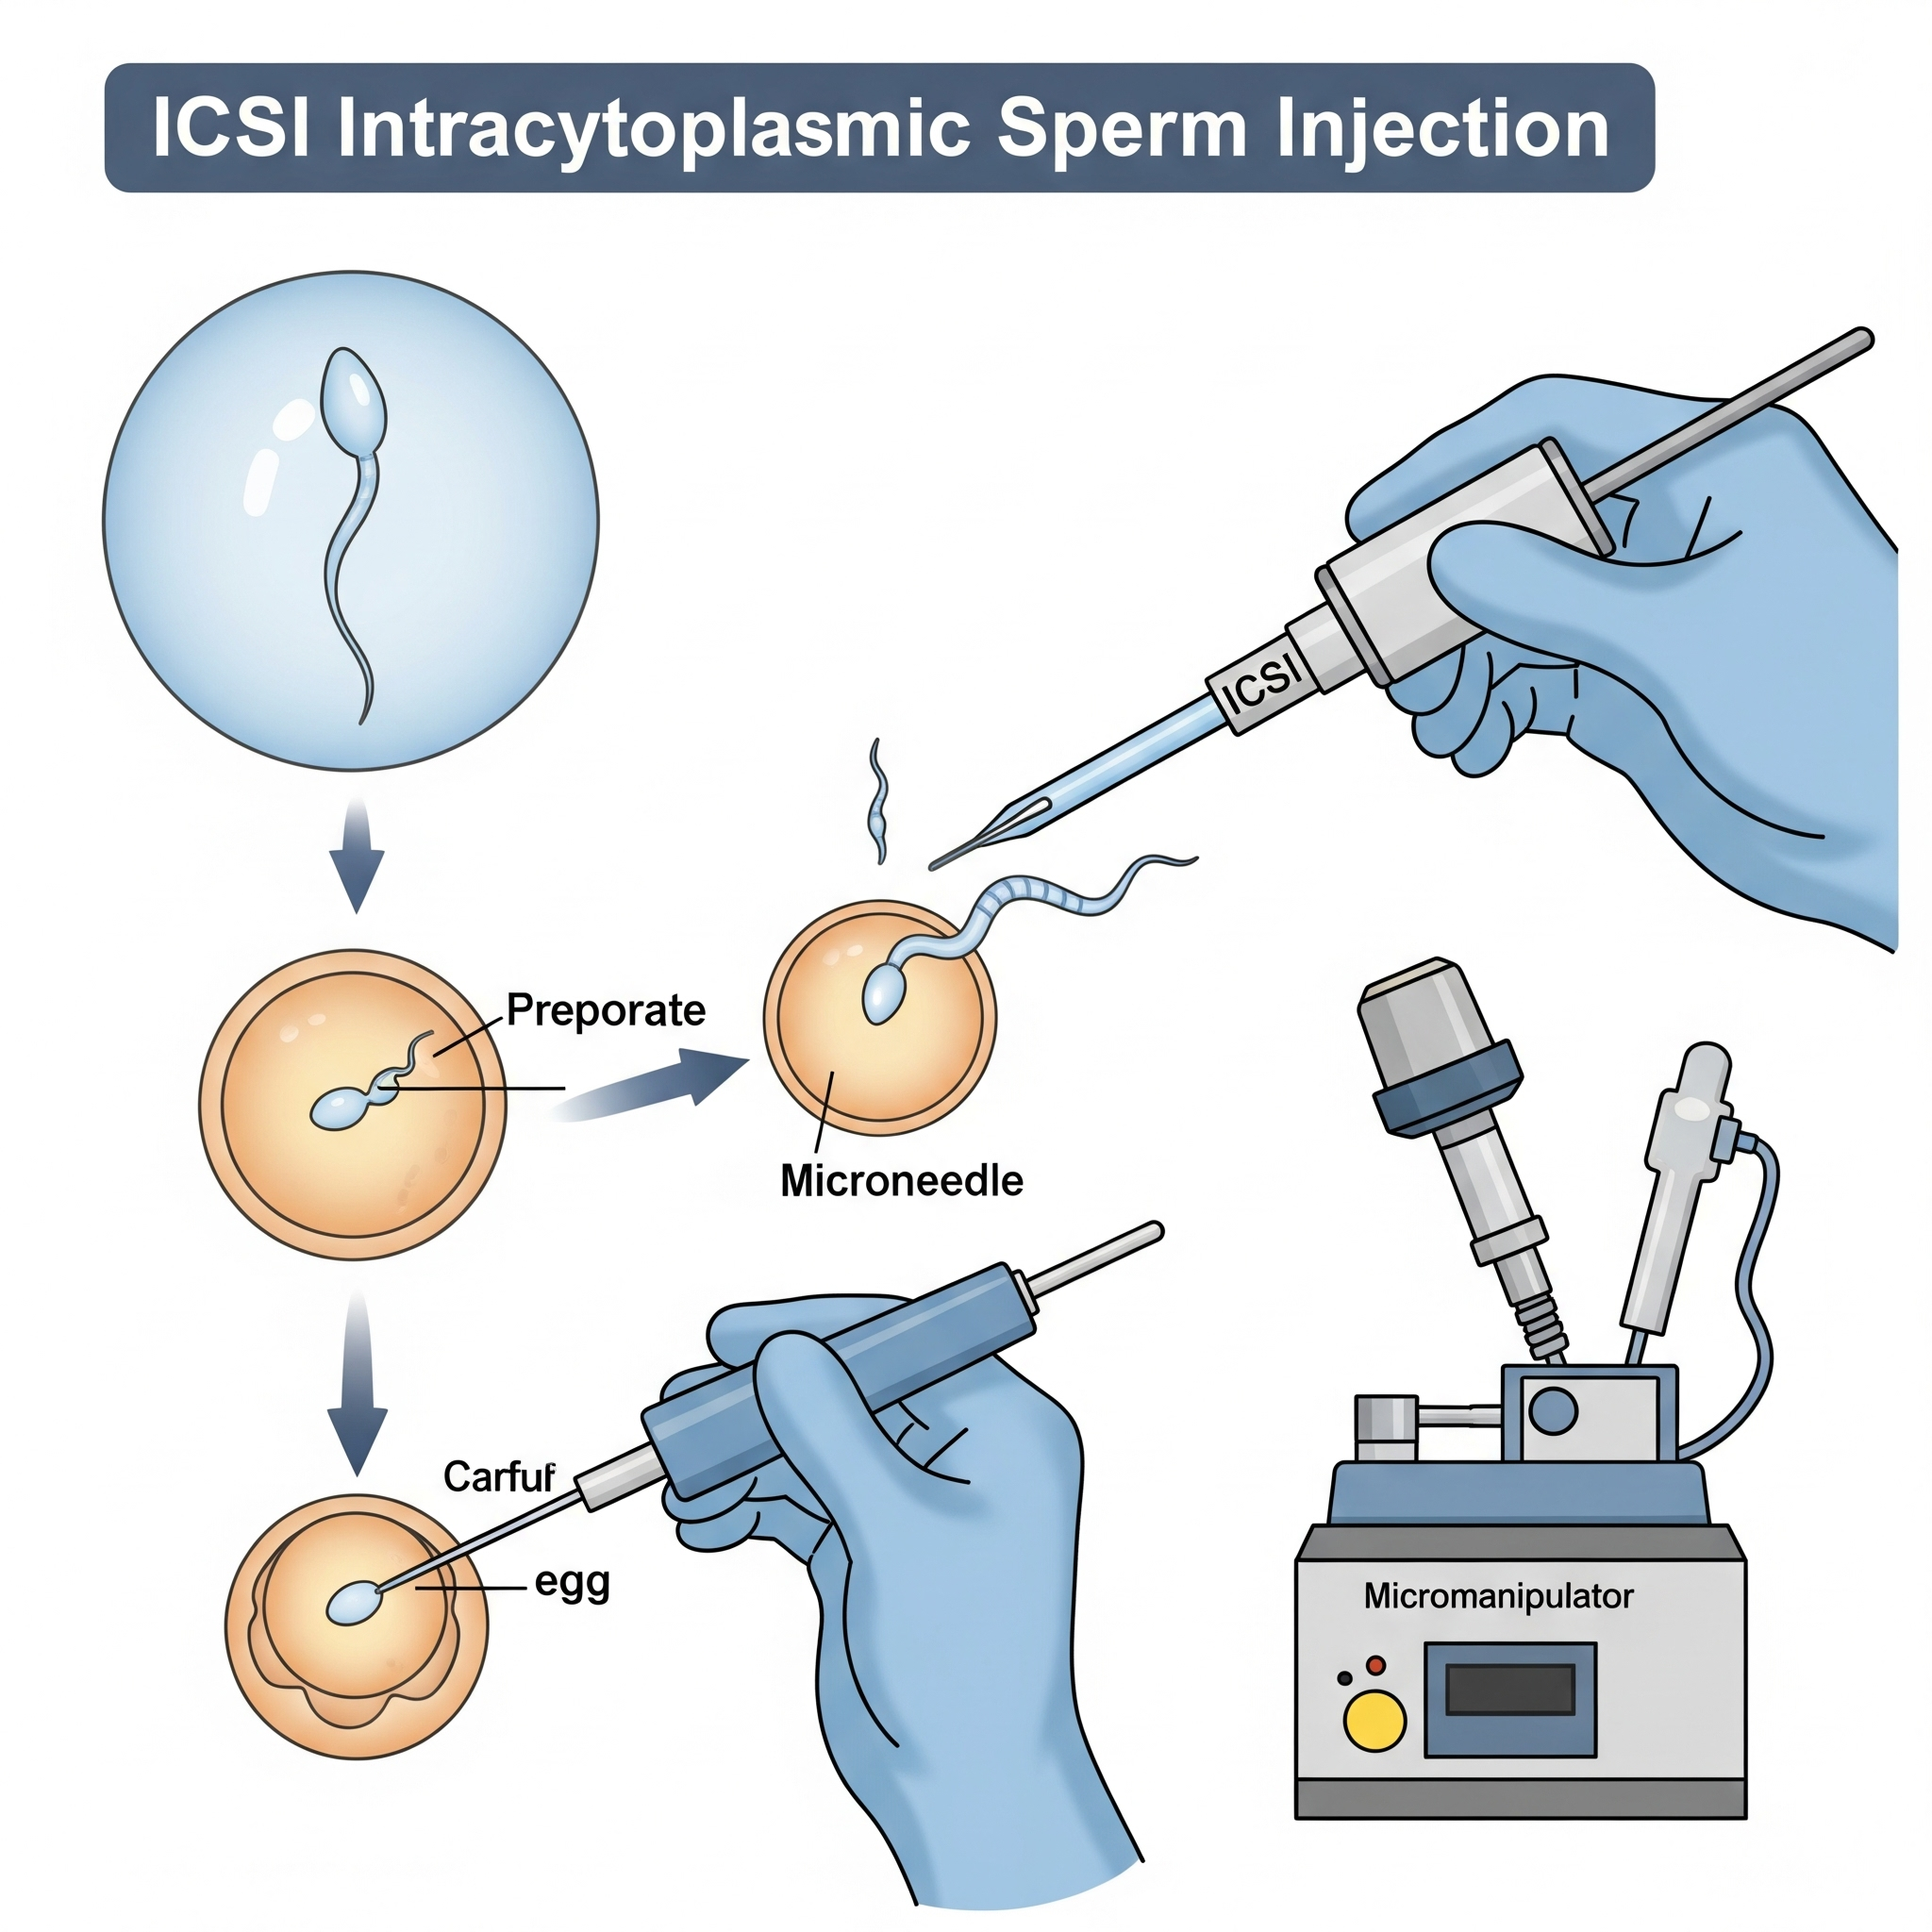 ICSI Intracytoplasmic Sperm Injection
ICSI
Preporate
Microneedle
Carfuf
egg
Micromanipulator